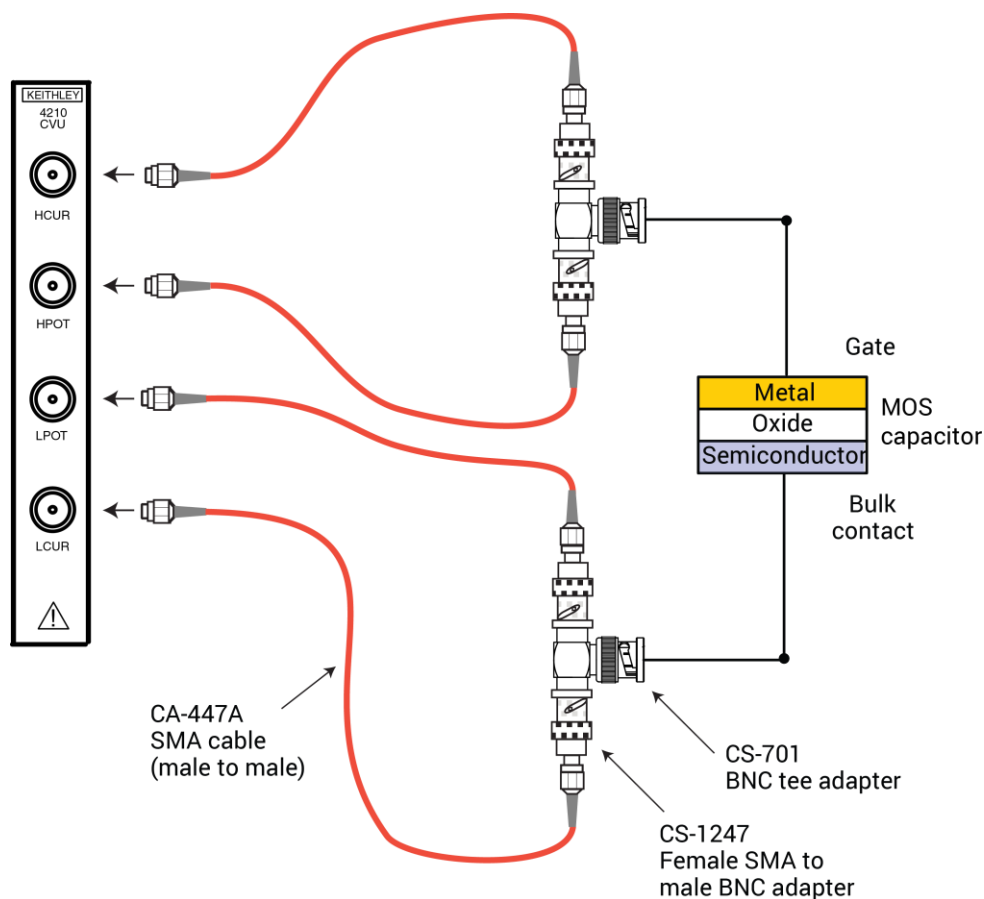 KEITHLEY
4210
CVU
HCUR
HPOT
LPOT
LCUR
Gate
Metal
Oxide
Semiconductor
MOS
capacitor
Bulk
contact
CA-447A
SMA cable
(male to male)
CS-701
BNC tee adapter
CS-1247
Female SMA to
male BNC adapter